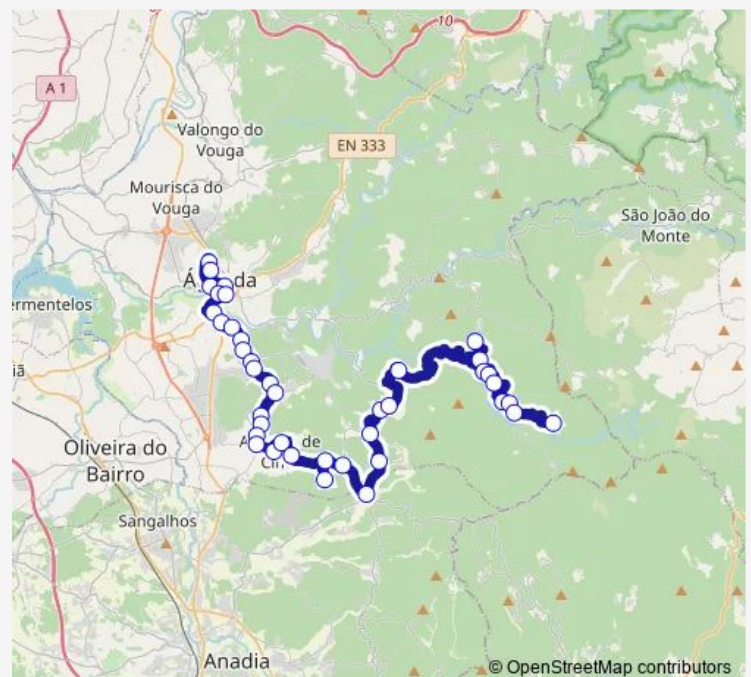 10
A 1
Valongo do
Vouga
EN 333
Mourisca do
Vouga
São João do
Monte
ermentelos
iã
Oliveira do
Bairro
de
Sangalhos
Anadia
© OpenStreetMap contributors